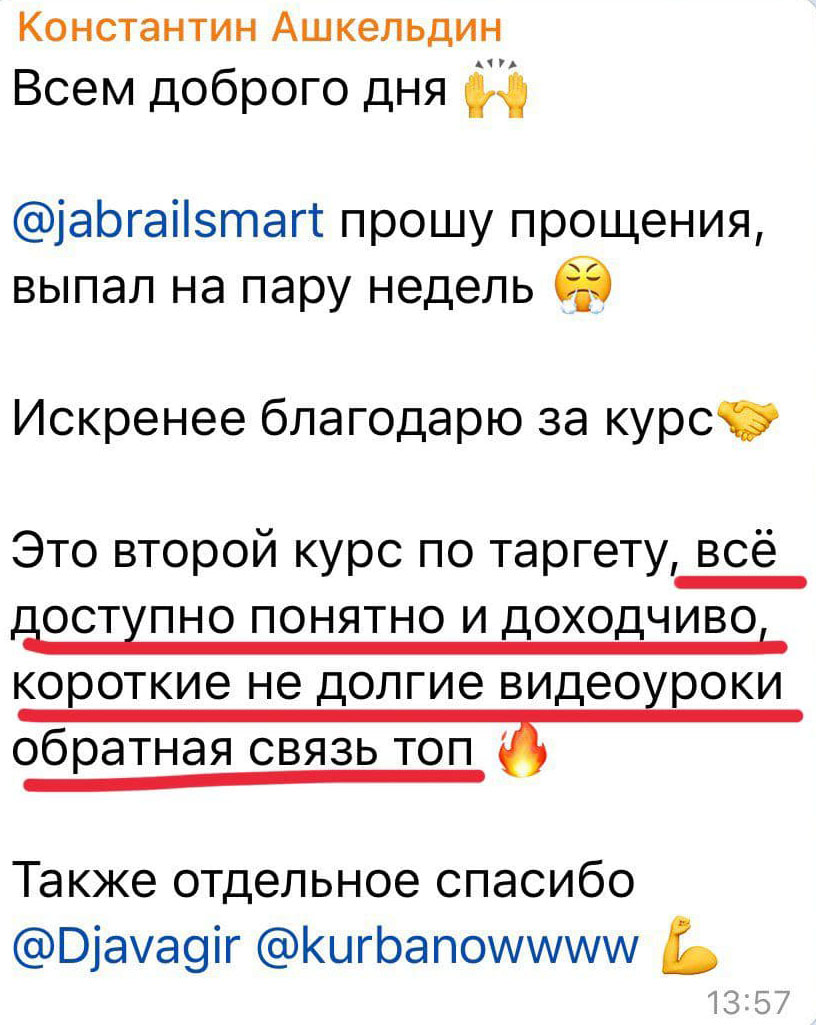 Константин Ашкельдин
Всем доброго дня 🙌
@jabrailsmart прошу прощения,
выпал на пару недель 😤
Искренее благодарю за курс🤝
Это второй курс по таргету, всё
доступно понятно и доходчиво,
короткие не долгие видеоуроки
обратная связь топ 🔥
Также отдельное спасибо
@Djavagir @kurbanowwww 💪
13:57